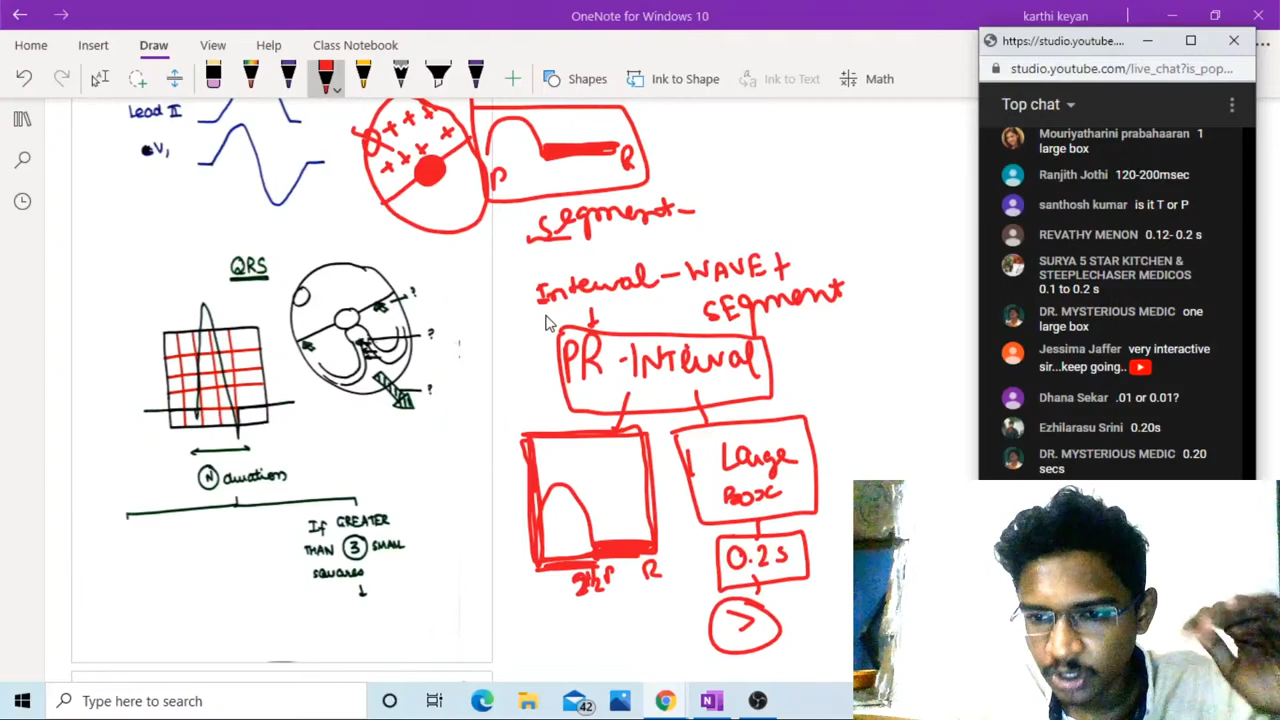 OneNote for Windows 10
karthi keyan
Home
Insert
Draw
View
Help
Class Notebook
Shapes
Ink to Shape
Ink to Text
Math
Lead II
V1
P
R
Segment-
Interval - WAVE +
SEGMENT
QRS
?
?
?
PR - INTERVAL
1 Large
Box
0.2s
>
R
N durations
If GREATER
THAN 3 SMALL
squares
https://studio.youtube....
studio.youtube.com/live_chat?is_pop...
Top chat
Mouriyatharini prabahaaran 1
large box
Ranjith Jothi 120-200msec
santhosh kumar is it T or P
REVATHY MENON 0.12- 0.2 s
SURYA 5 STAR KITCHEN &
STEEPLECHASER MEDICOS
0.1 to 0.2 s
DR. MYSTERIOUS MEDIC one
large box
Jessima Jaffer very interactive
sir...keep going..
Dhana Sekar .01 or 0.01?
Ezhilarasu Srini 0.20s
DR. MYSTERIOUS MEDIC 0.20
secs
Type here to search
42